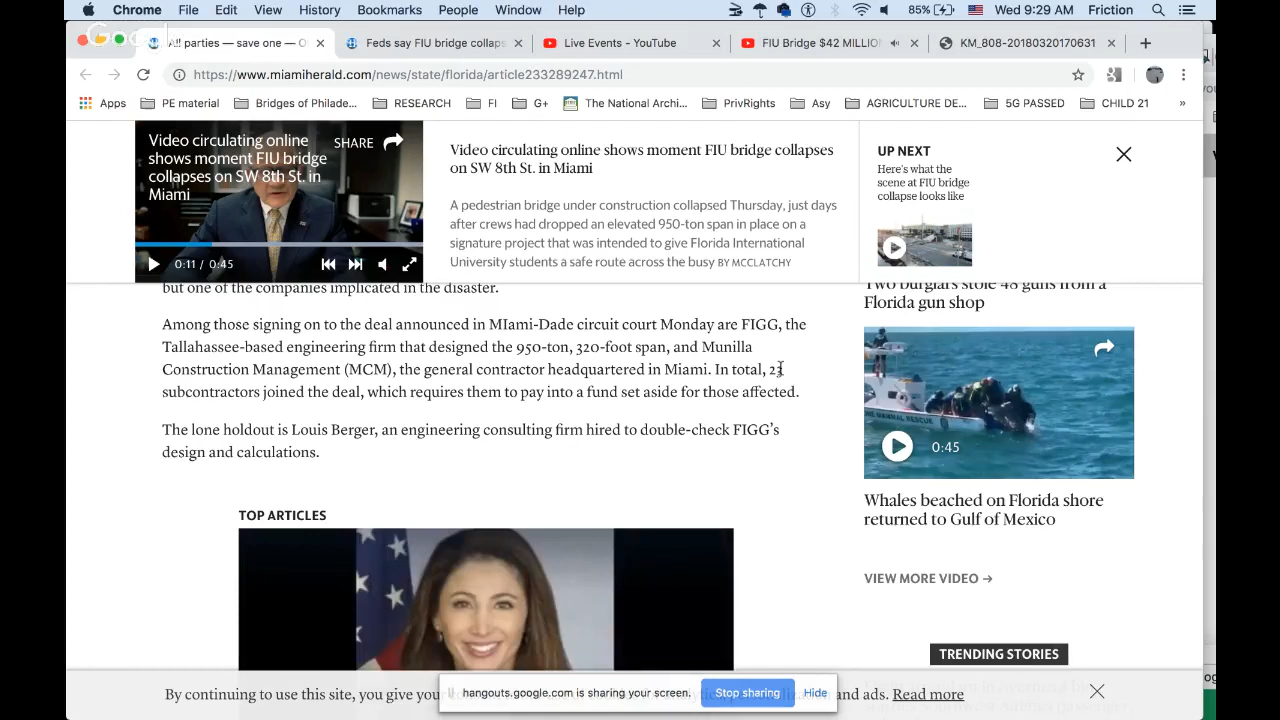 Chrome File Edit View History Bookmarks People Window Help 85% Wed 9:29 AM Friction
Google
All parties — save one — O Feds say FIU bridge collaps Live Events - YouTube FIU Bridge $42 MILLIO KM_808-20180320170631
https://www.miamiherald.com/news/state/florida/article233289247.html
Apps PE material Bridges of Philade... RESEARCH FI G+ The National Archi... PrivRights Asy AGRICULTURE DE... 5G PASSED CHILD 21 »
Video circulating online
shows moment FIU bridge
collapses on SW 8th St. in
Miami
SHARE
0:11 / 0:45
Video circulating online shows moment FIU bridge collapses
on SW 8th St. in Miami
A pedestrian bridge under construction collapsed Thursday, just days
after crews had dropped an elevated 950-ton span in place on a
signature project that was intended to give Florida International
University students a safe route across the busy BY MCCLATCHY
UP NEXT
Here's what the
scene at FIU bridge
collapse looks like
but one of the companies implicated in the disaster.
Among those signing on to the deal announced in MIami-Dade circuit court Monday are FIGG, the
Tallahassee-based engineering firm that designed the 950-ton, 320-foot span, and Munilla
Construction Management (MCM), the general contractor headquartered in Miami. In total, 23
subcontractors joined the deal, which requires them to pay into a fund set aside for those affected.
The lone holdout is Louis Berger, an engineering consulting firm hired to double-check FIGG's
design and calculations.
TOP ARTICLES
Two burglars stole 48 guns from a
Florida gun shop
0:45
Whales beached on Florida shore
returned to Gulf of Mexico
VIEW MORE VIDEO →
TRENDING STORIES
By continuing to use this site, you give your and ads. Read more
hangouts.google.com is sharing your screen. Stop sharing Hide